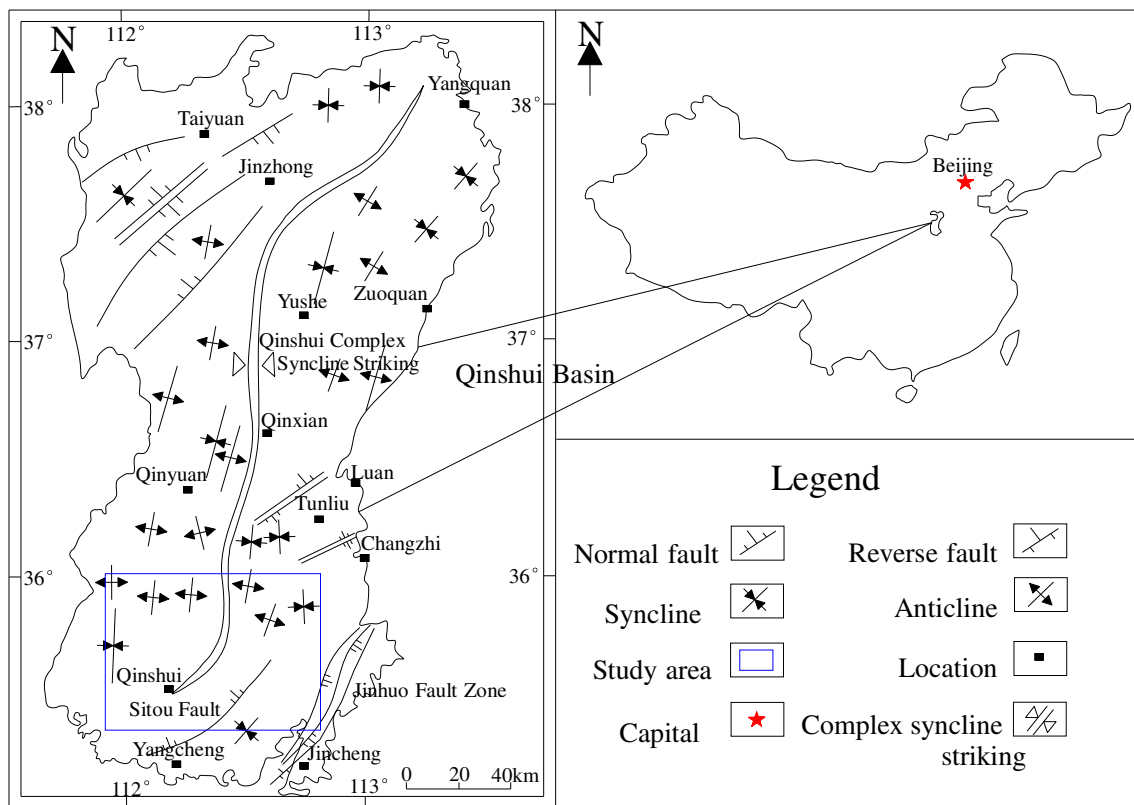 112°
113°
N
Yangquan
38°
Taiyuan
Jinzhong
Yushe
Zuoquan
37°
Qinshui Complex
Syncline Striking
Qinxian
Qinyuan
Luan
Tunliu
Changzhi
36°
Qinshui
Sitou Fault
Jinhuo Fault Zone
Yangcheng
Jincheng
0 20 40km
112°
113°
38°
37°
36°
N
Beijing
Qinshui Basin
Legend
Normal fault
Reverse fault
Syncline
Anticline
Study area
Location
Capital
Complex syncline
striking